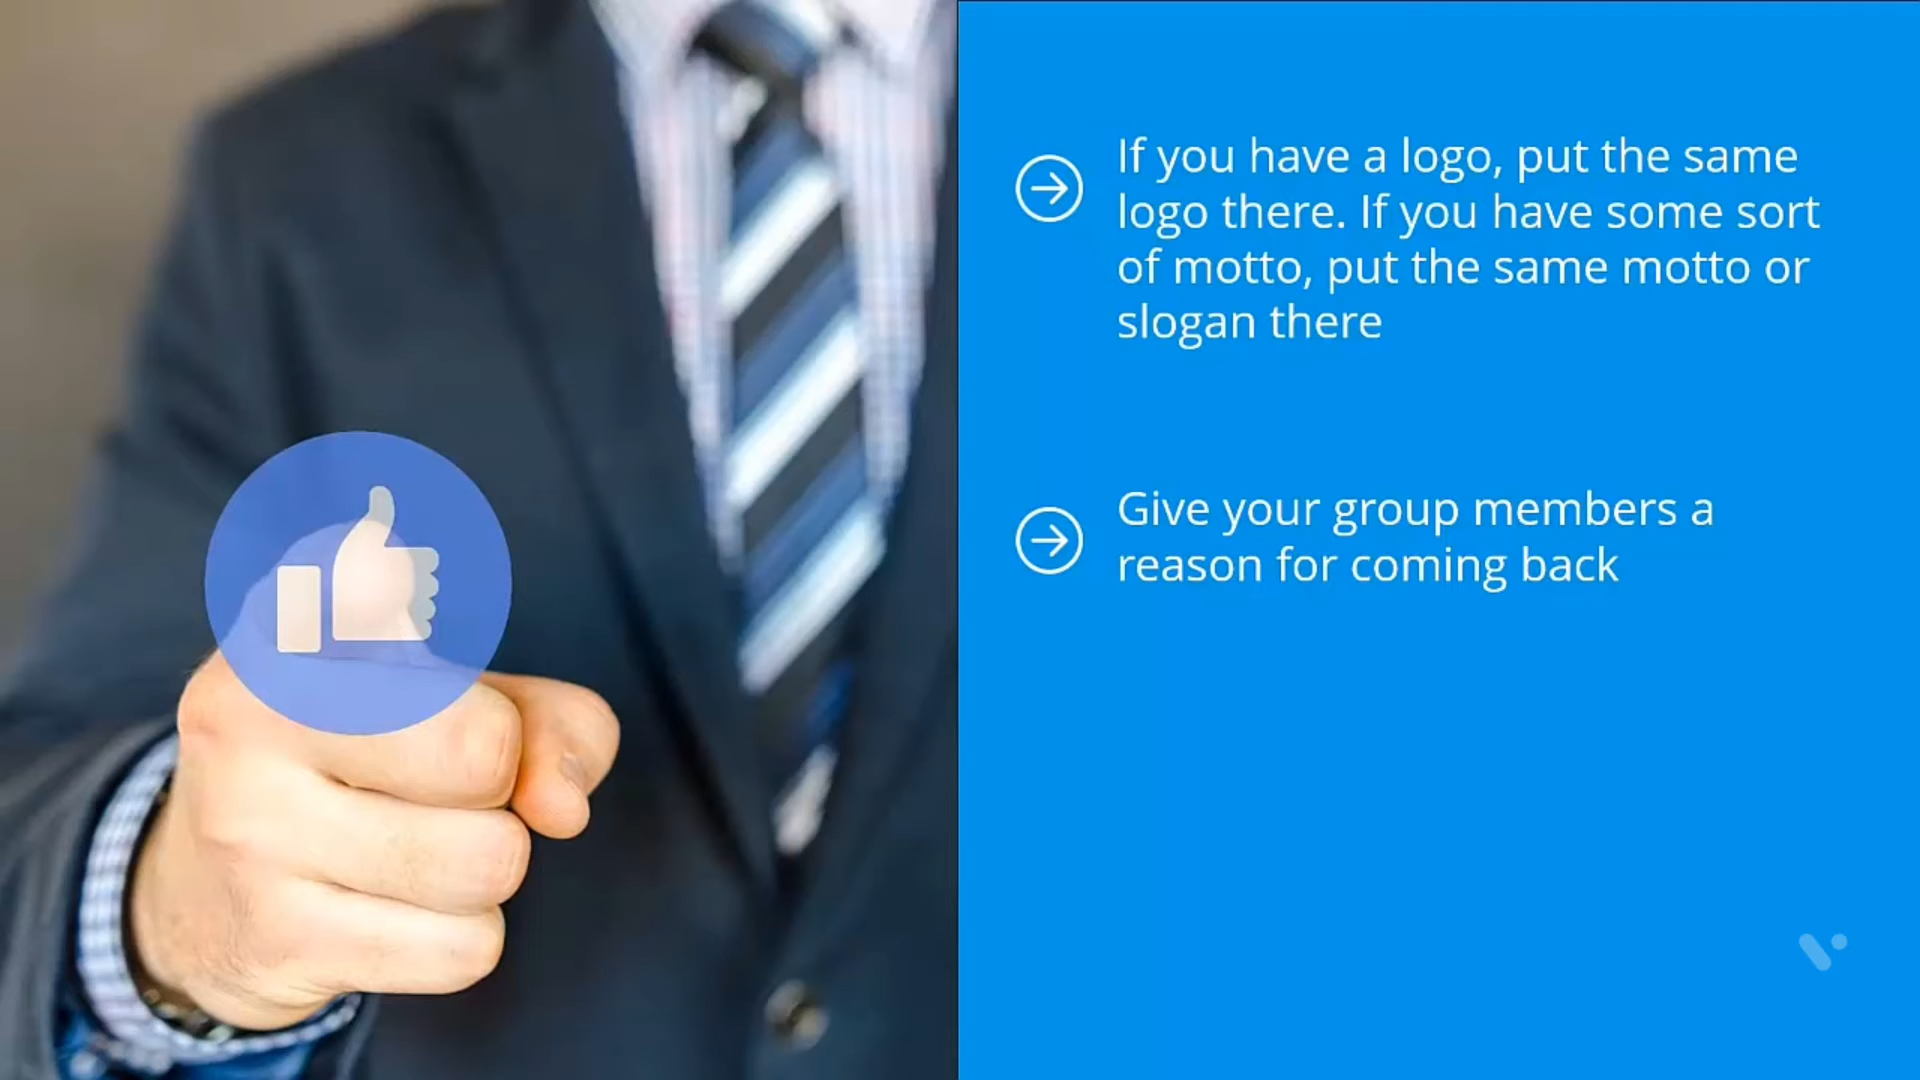 If you have a logo, put the same
logo there. If you have some sort
of motto, put the same motto or
slogan there
Give your group members a
reason for coming back